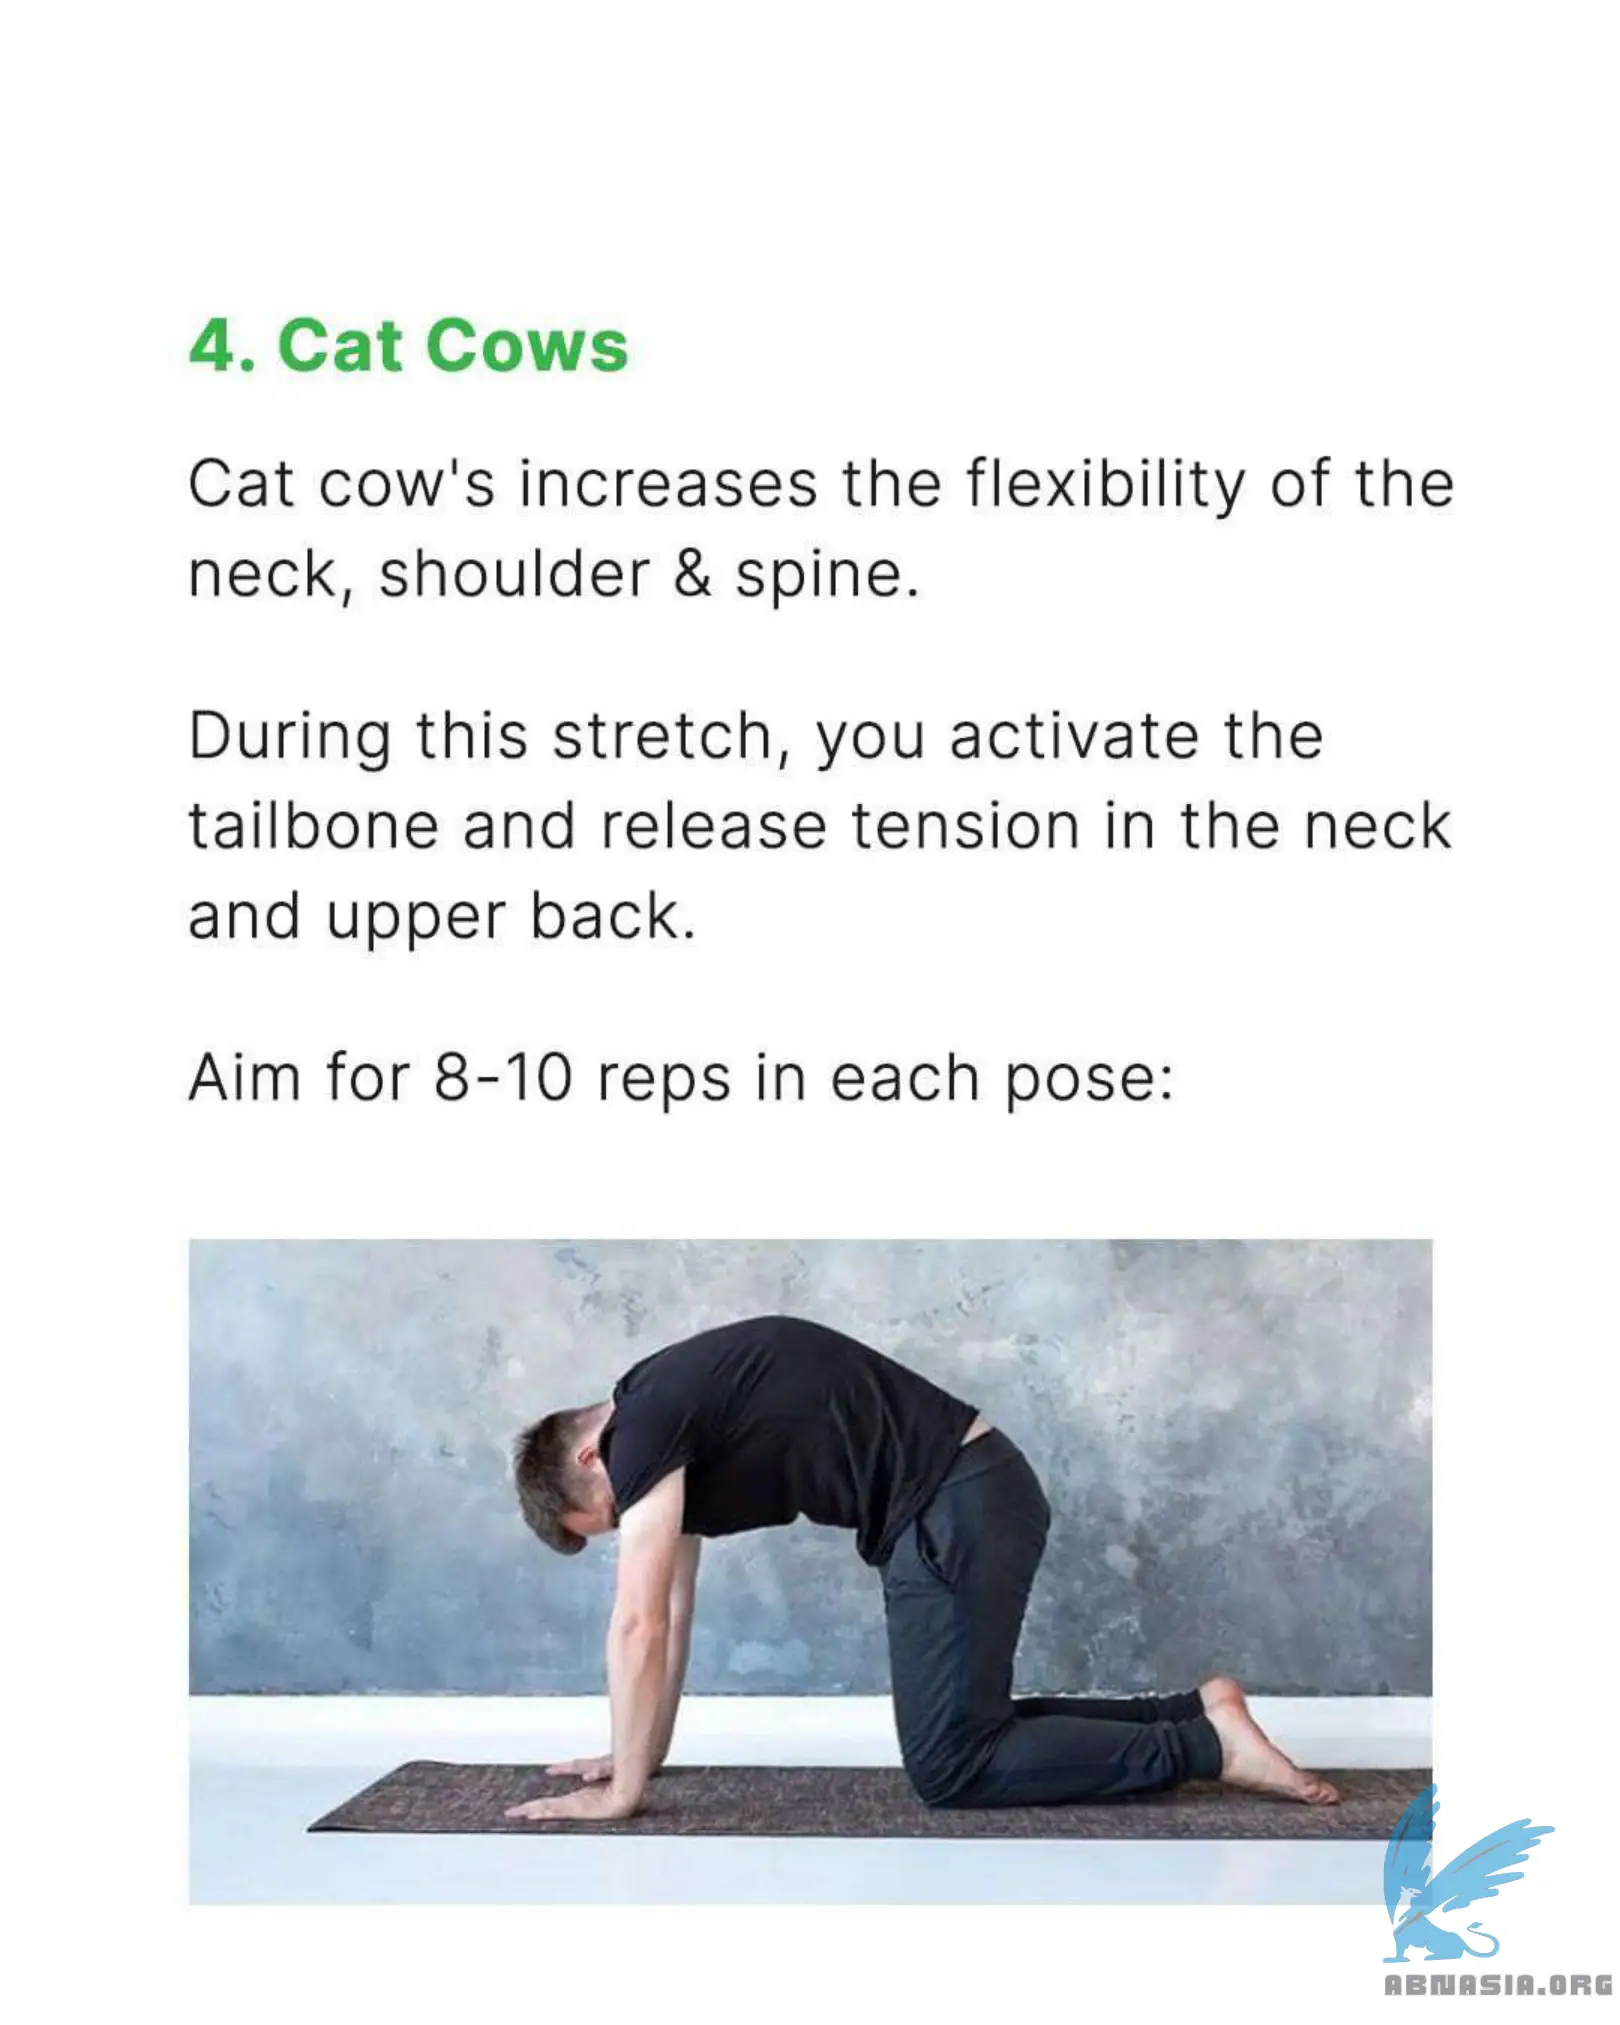 4. Cat Cows
Cat cow's increases the flexibility of the
neck, shoulder & spine.
During this stretch, you activate the
tailbone and release tension in the neck
and upper back.
Aim for 8-10 reps in each pose:
ABNASIA.ORG